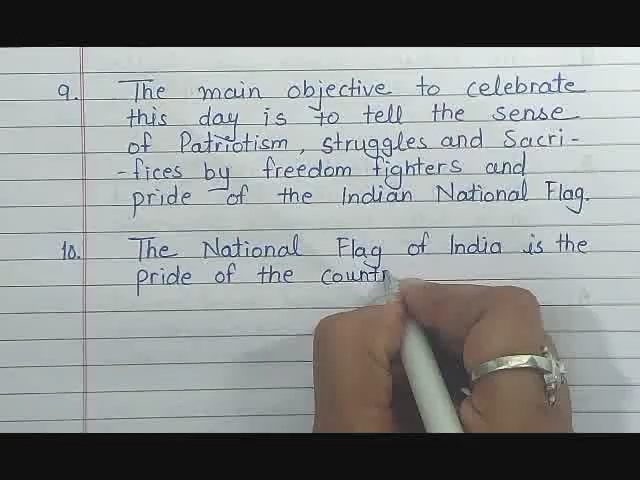 9. The main objective to celebrate
this day is to tell the sense
of Patriotism, struggles and Sacri-
-fices by freedom fighters and
pride of the Indian National Flag.
10. The National Flag of India is the
pride of the countr